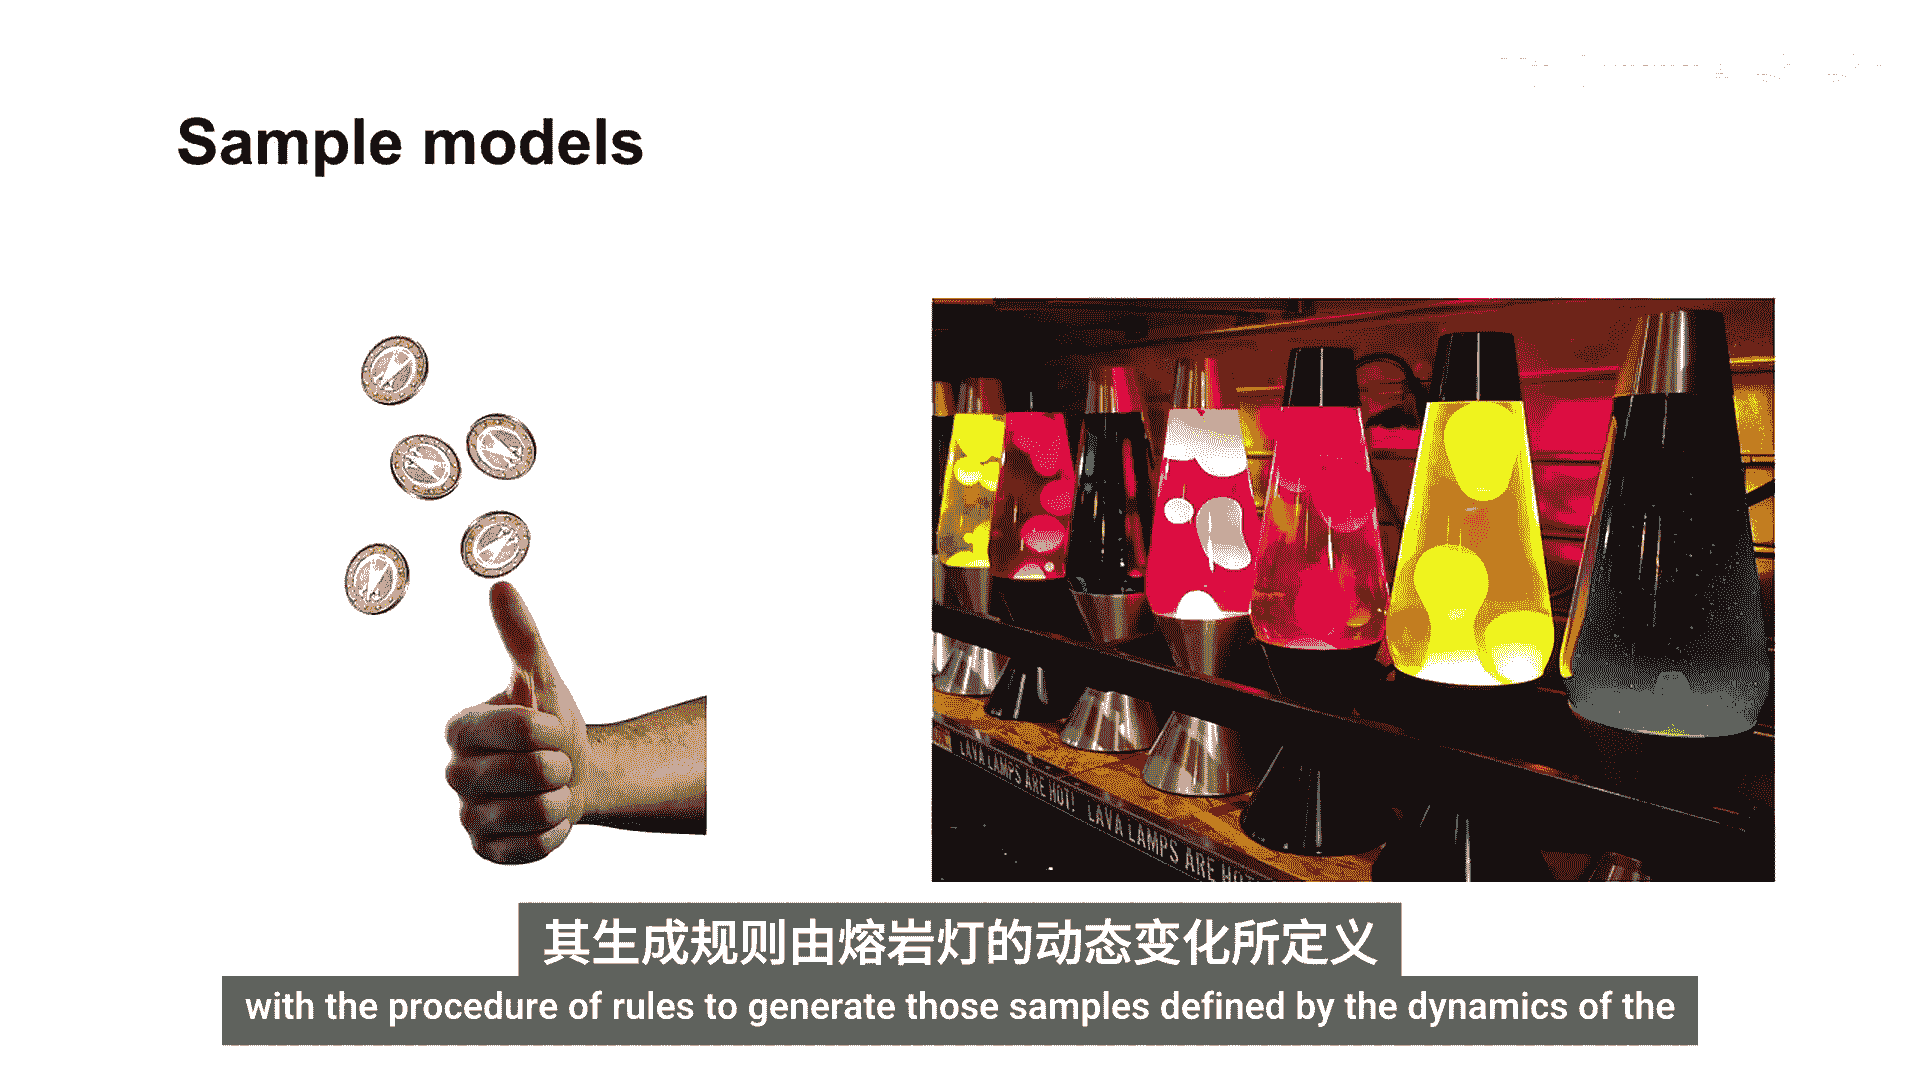 Sample models
LAVA LAMPS ARE HOT! LAVA LAMPS ARE HOT!
其生成规则由熔岩灯的动态变化所定义
with the procedure of rules to generate those samples defined by the dynamics of the